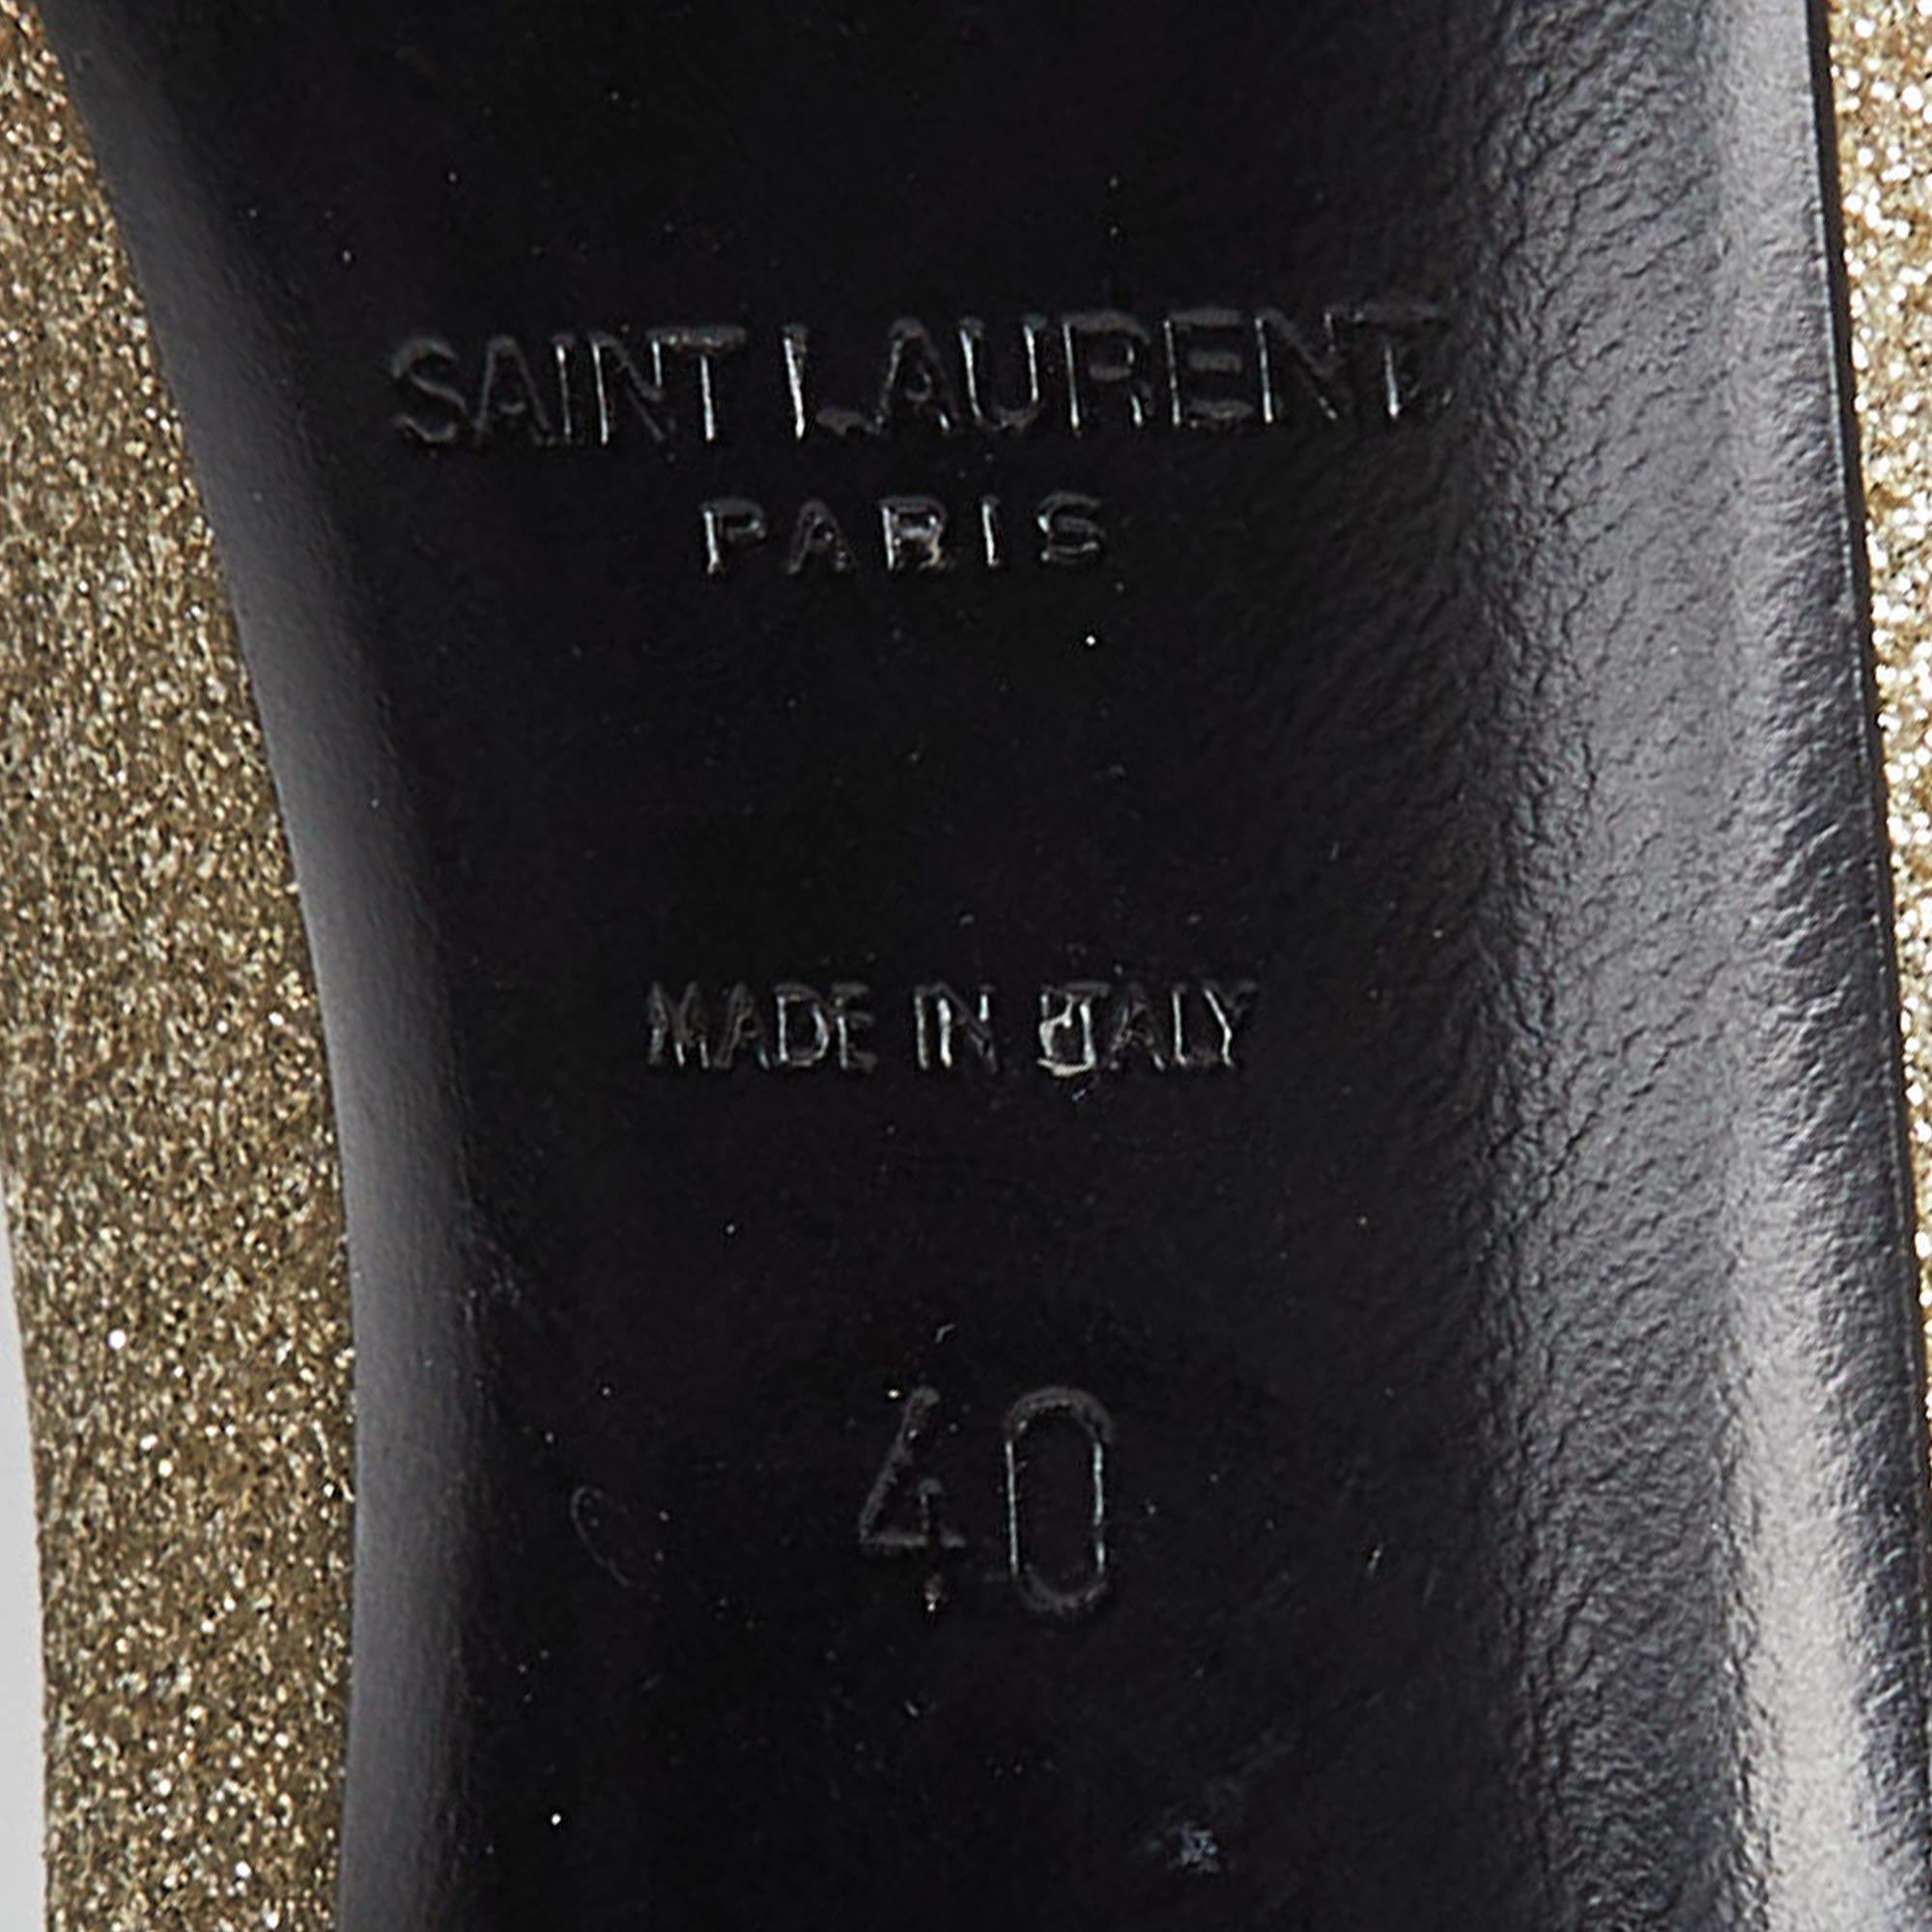 SAINT LAURENT
PARIS
MADE IN ITALY
40